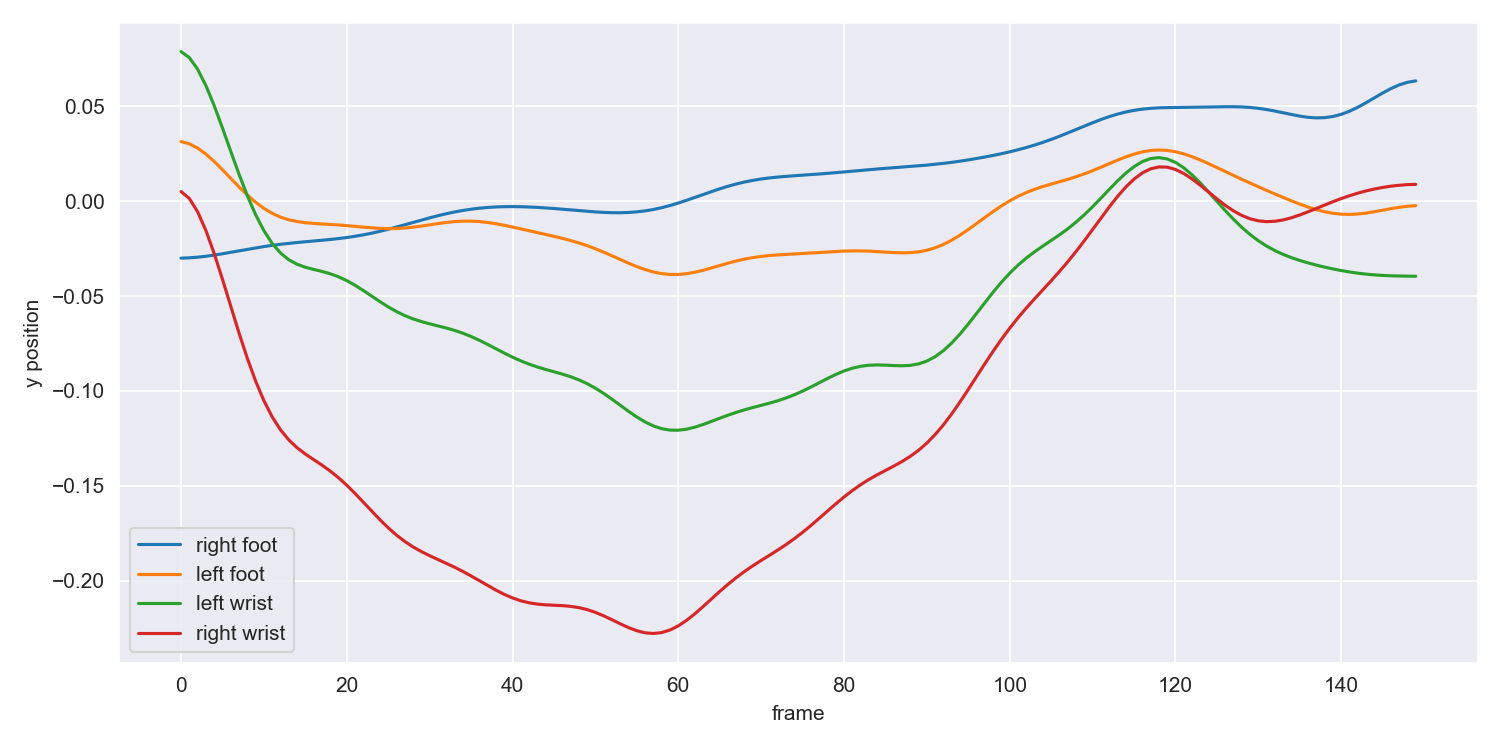 0.05
0.00
−0.05
−0.10
−0.15
−0.20
y position
right foot
left foot
left wrist
right wrist
0 20 40 60 80 100 120 140
frame